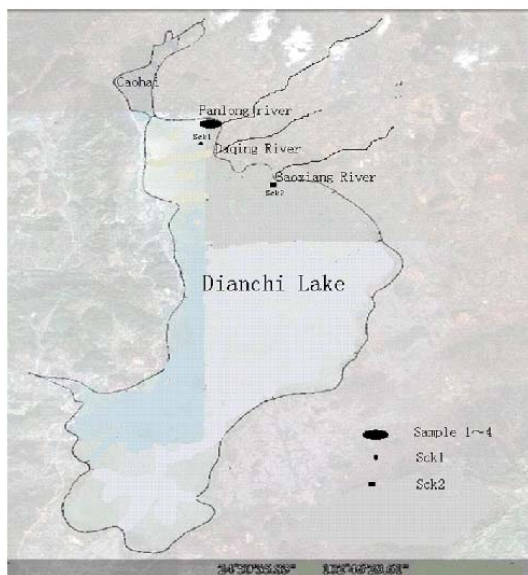 Caohai
Panlong river
Sck1
Daqing River
Baoxiang River
Sck2
Dianchi Lake
Sample 1～4
Sck1
Sck2